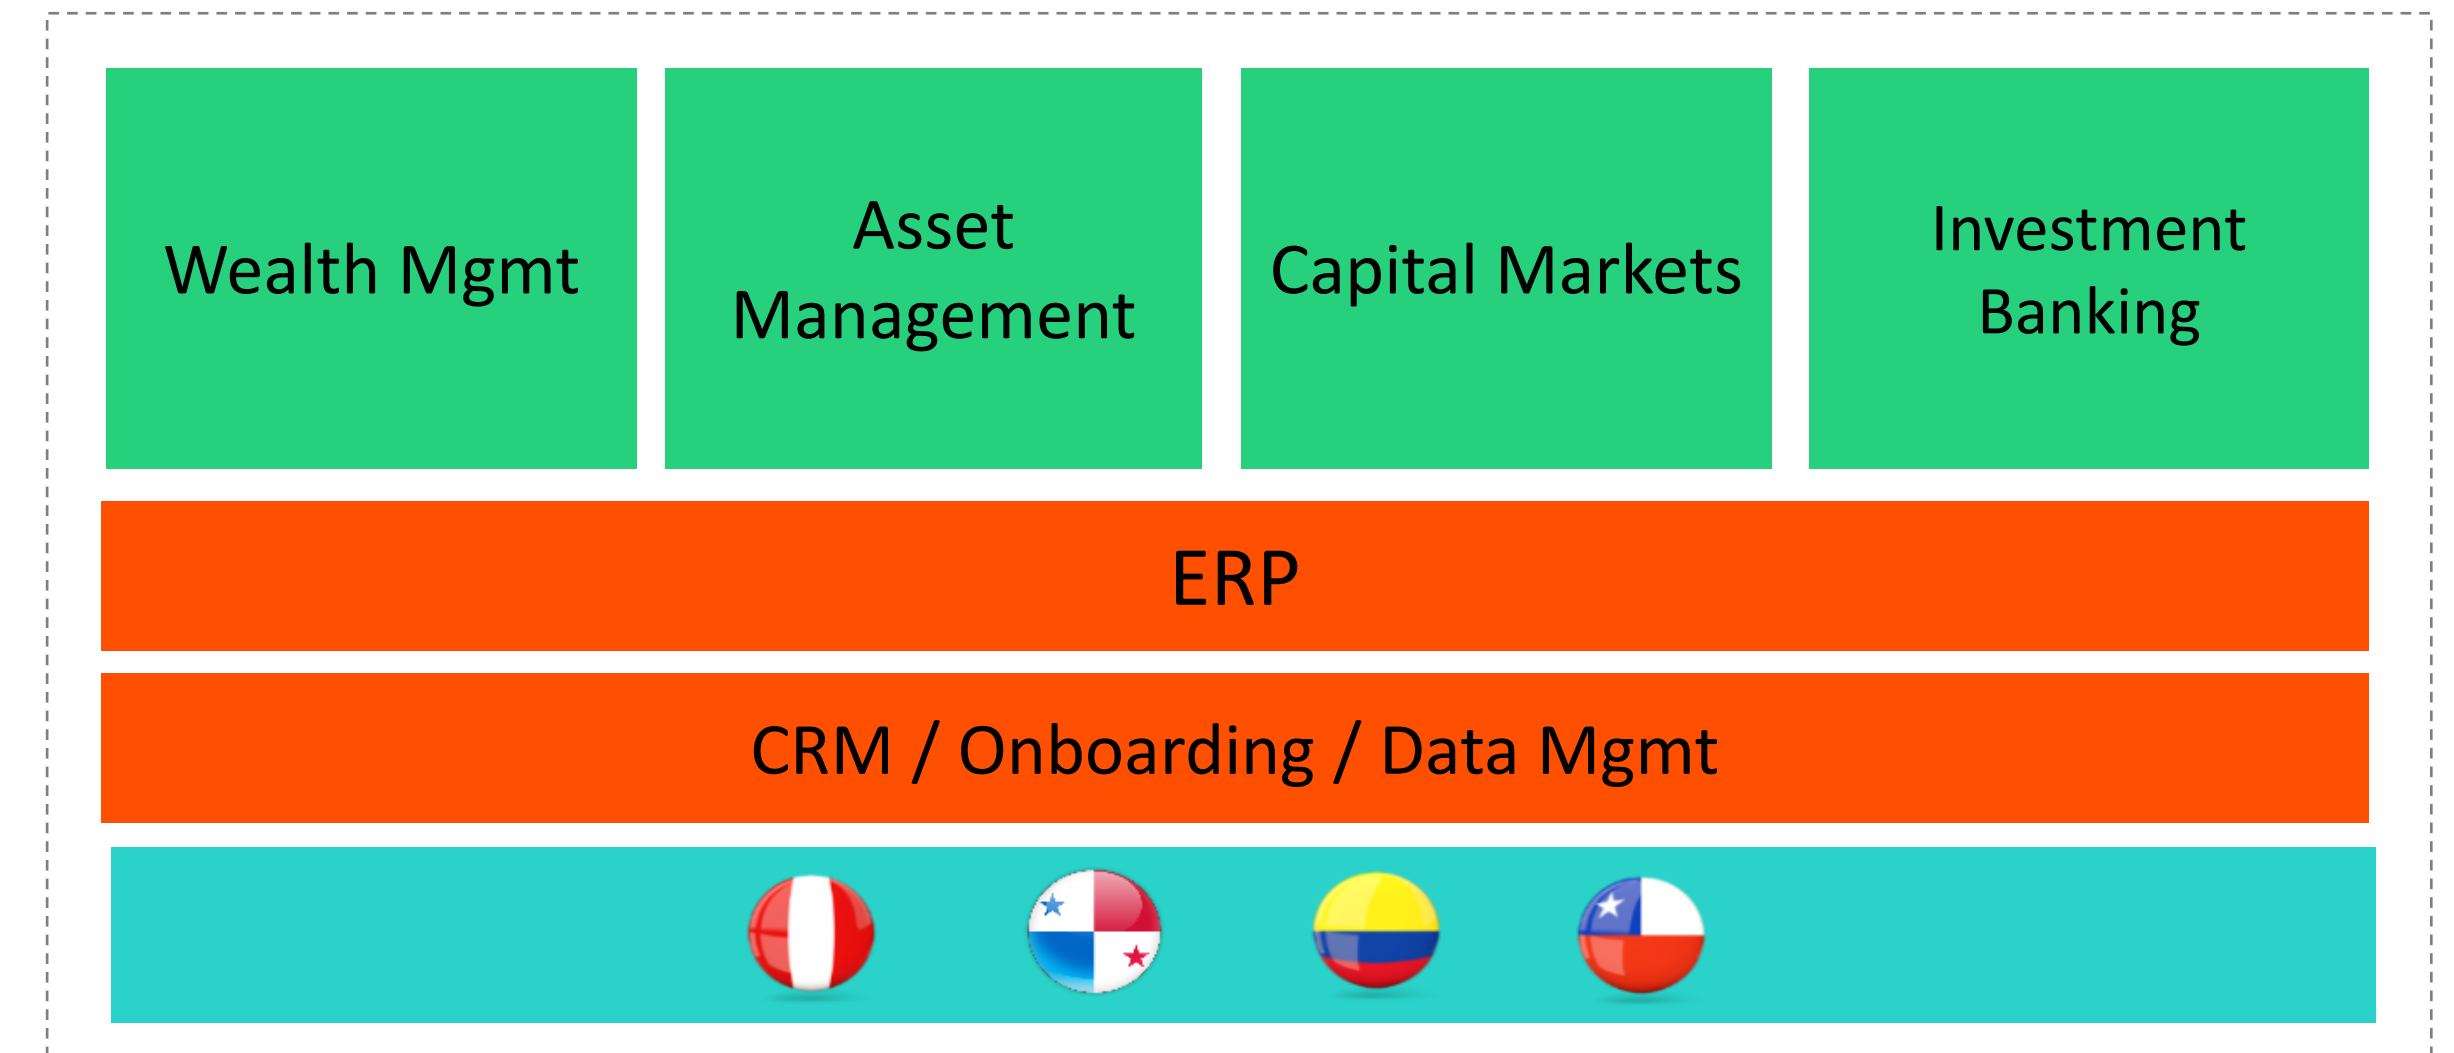 Wealth Mgmt
Asset
Management
Capital Markets
Investment
Banking
ERP
CRM / Onboarding / Data Mgmt